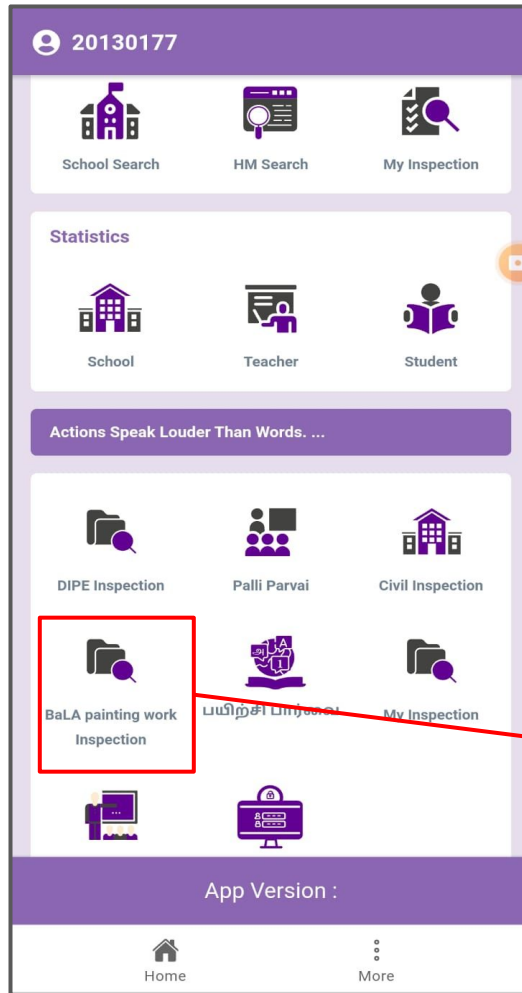 20130177
School Search
HM Search
My Inspection
Statistics
School
Teacher
Student
Actions Speak Louder Than Words. ...
DIPE Inspection
Palli Parvai
Civil Inspection
BaLA painting work
Inspection
பயிற்சி பார்வை
My Inspection
App Version :
Home
More